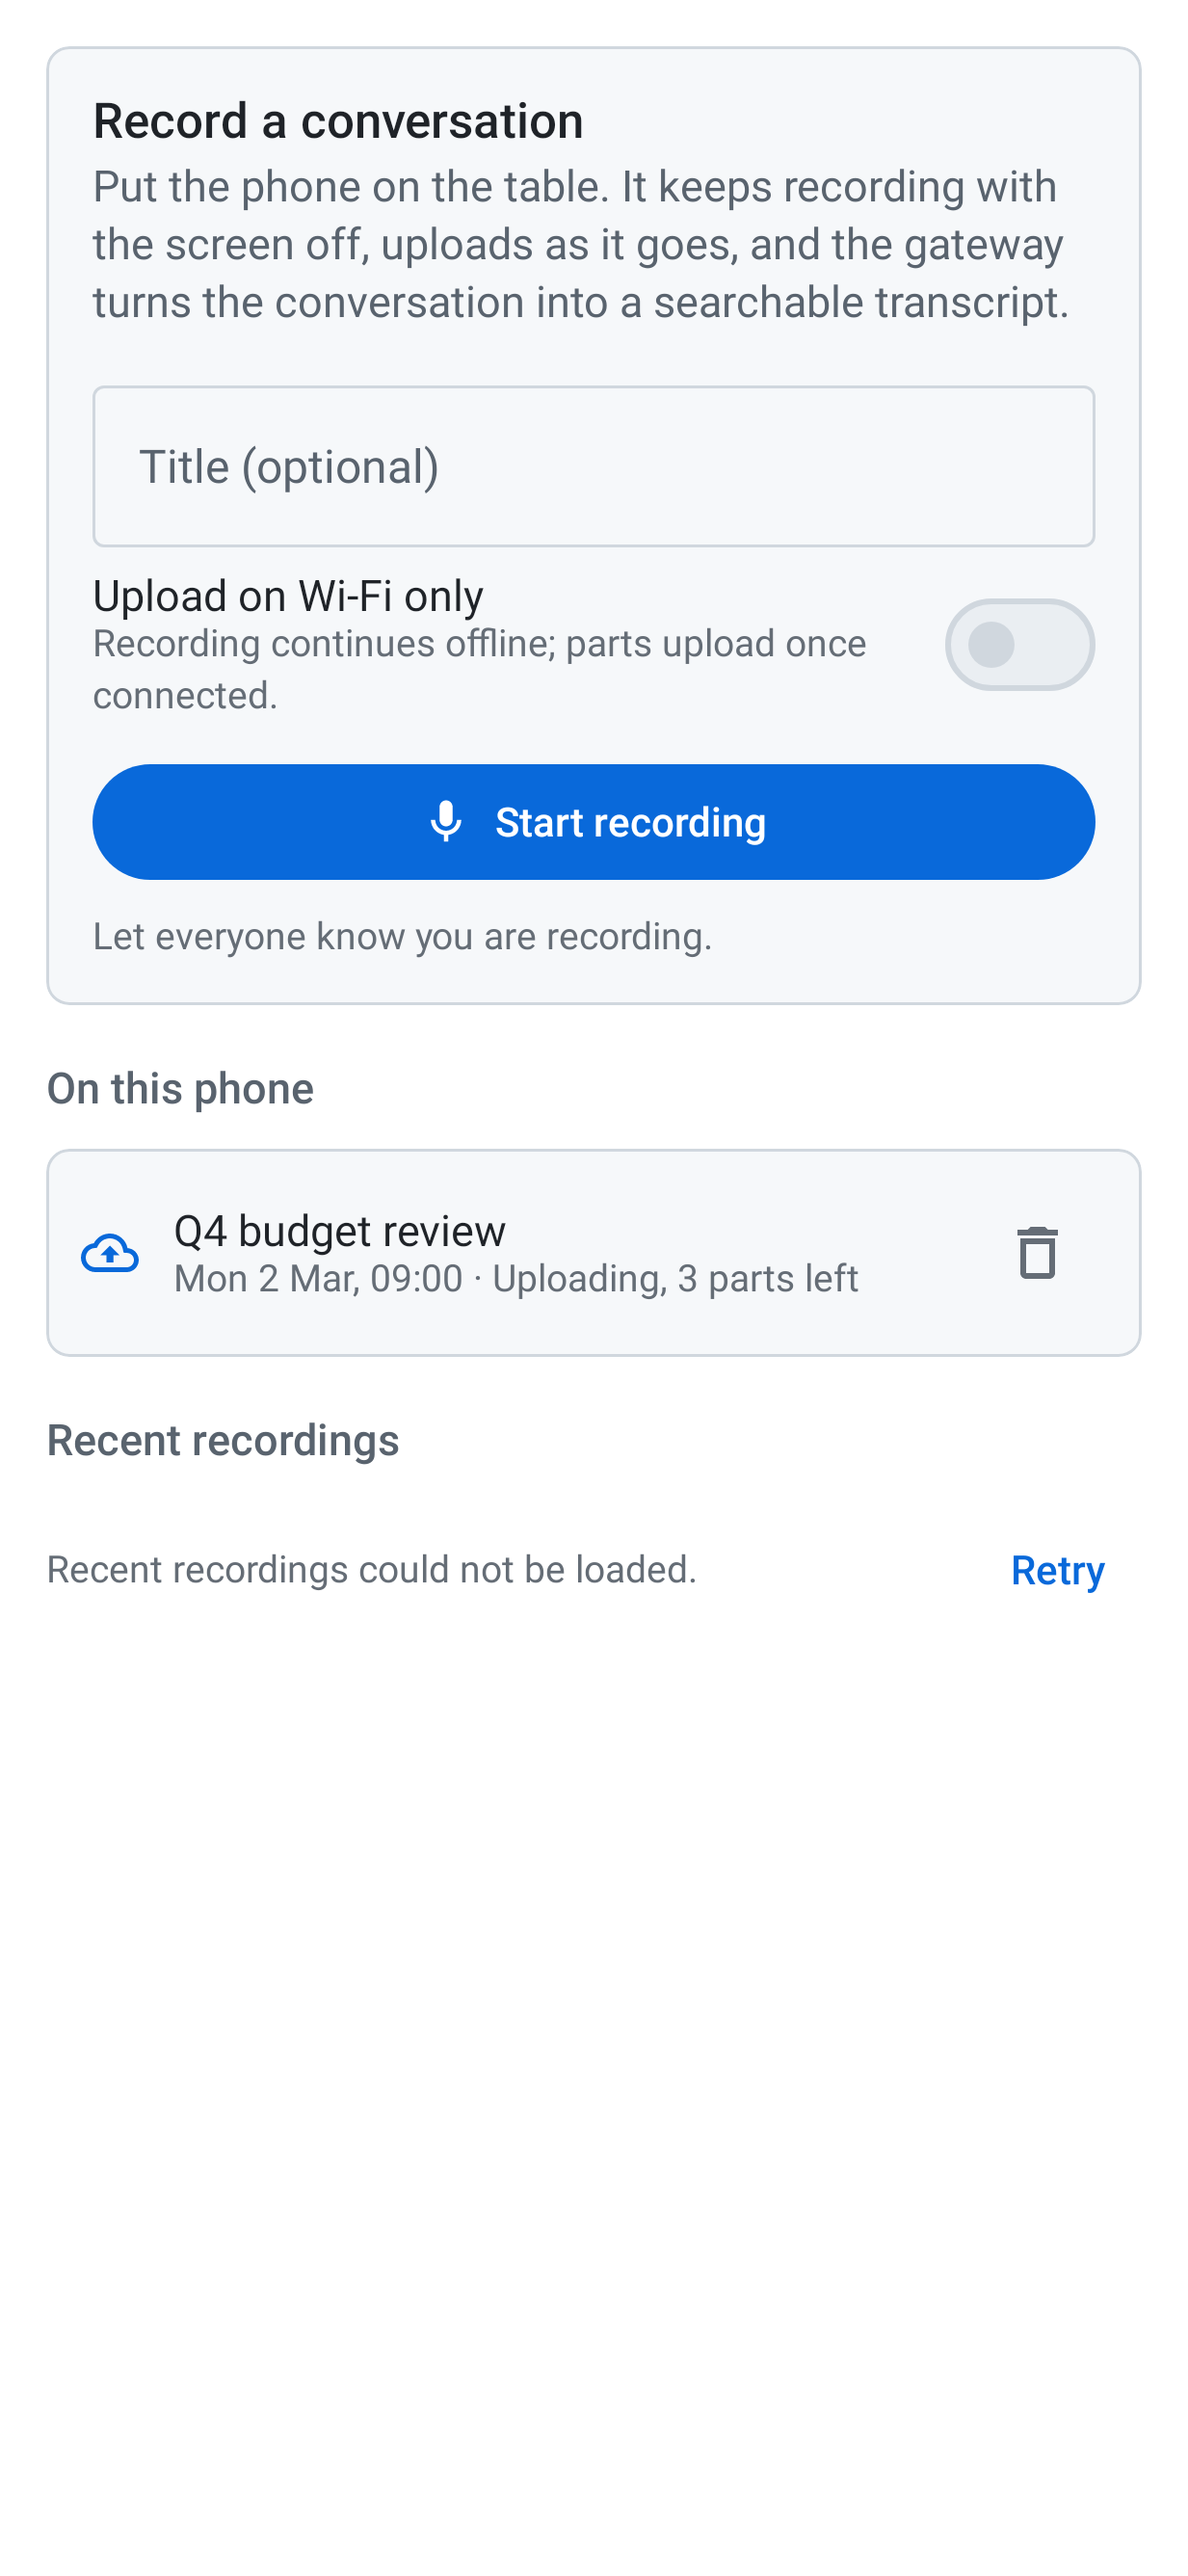 Record a conversation
Put the phone on the table. It keeps recording with
the screen off, uploads as it goes, and the gateway
turns the conversation into a searchable transcript.
Title (optional)
Upload on Wi-Fi only
Recording continues offline; parts upload once
connected.
Start recording
Let everyone know you are recording.
On this phone
Q4 budget review
Mon 2 Mar, 09:00 · Uploading, 3 parts left
Recent recordings
Recent recordings could not be loaded.
Retry